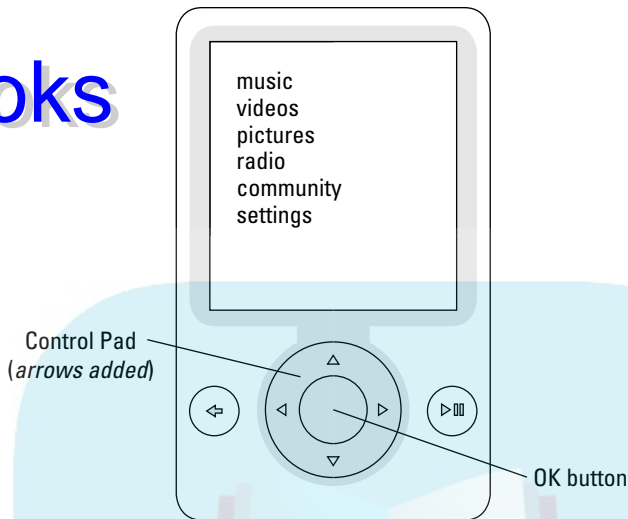 oks
music
videos
pictures
radio
community
settings
Control Pad
(arrows added)
OK button